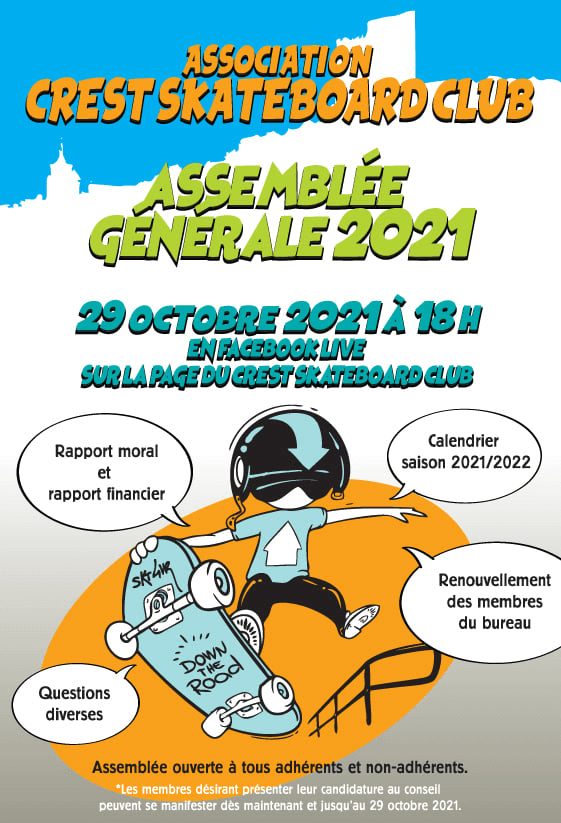 ASSOCIATION
CREST SKATEBOARD CLUB
ASSEMBLÉE
GÉNÉRALE 2021
29 OCTOBRE 2021 À 18 H
EN FACEBOOK LIVE
SUR LA PAGE DU CREST SKATEBOARD CLUB
Rapport moral
et
rapport financier
Calendrier
saison 2021/2022
Renouvellement
des membres
du bureau
SKT4VR
DOWN
THE
ROAD
Questions
diverses
Assemblée ouverte à tous adhérents et non-adhérents.
*Les membres désirant présenter leur candidature au conseil
peuvent se manifester dès maintenant et jusqu'au 29 octobre 2021.